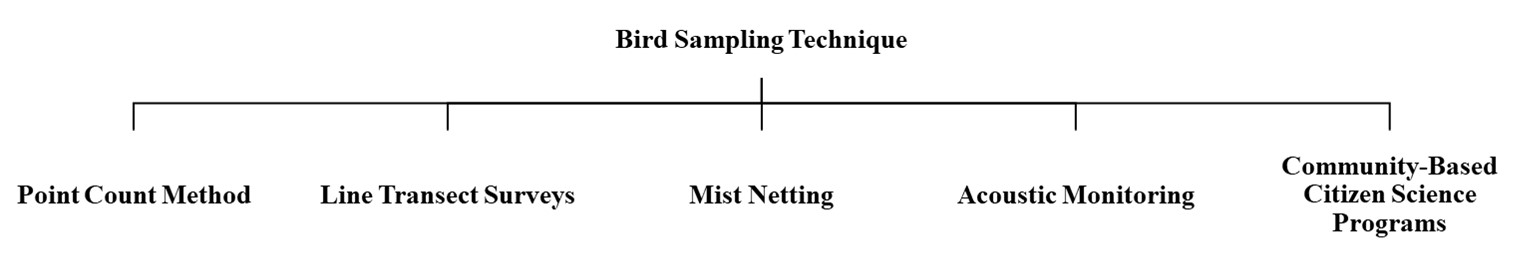 Bird Sampling Technique
Point Count Method
Line Transect Surveys
Mist Netting
Acoustic Monitoring
Community-Based
Citizen Science
Programs